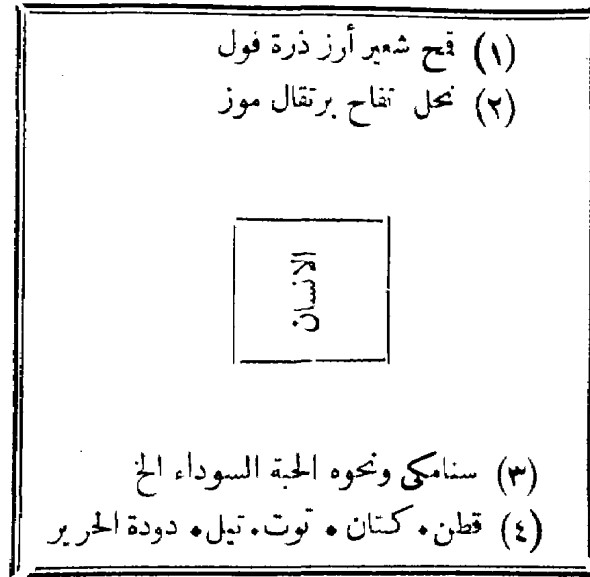 (١) قمح شعير أرز ذرة فول
(٢) نخل تفاح برتقال موز
الانسان
(٣) سنامكى ونحوه الحبة السوداء الخ
(٤) قطن. كتان. توت. تيل. دودة الحرير